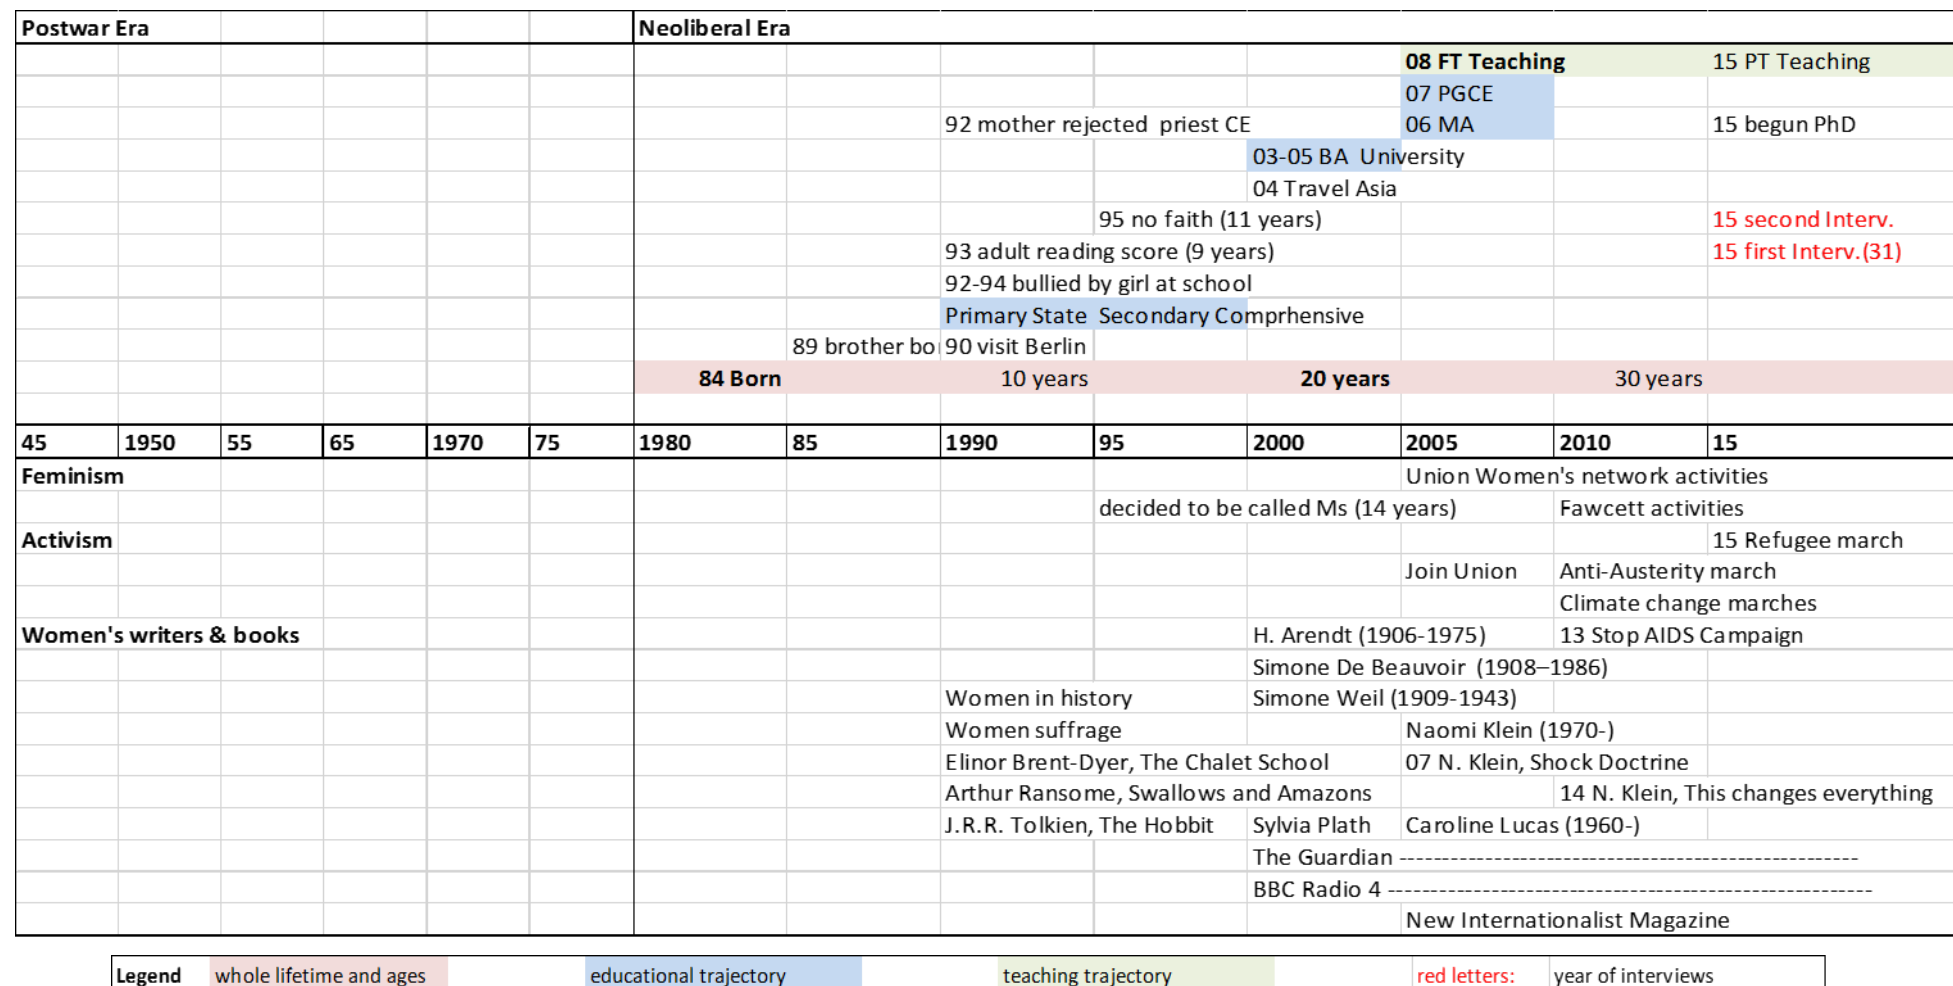 Postwar Era Neoliberal Era
08 FT Teaching 15 PT Teaching
07 PGCE
92 mother rejected priest CE 06 MA 15 begun PhD
03-05 BA University
04 Travel Asia
95 no faith (11 years) 15 second Interv.
93 adult reading score (9 years) 15 first Interv.(31)
92-94 bullied by girl at school
Primary State Secondary Comprhensive
89 brother bo 90 visit Berlin
84 Born 10 years 20 years 30 years
45 1950 55 65 1970 75 1980 85 1990 95 2000 2005 2010 15
Feminism Union Women's network activities
decided to be called Ms (14 years) Fawcett activities
Activism 15 Refugee march
Join Union Anti-Austerity march
Climate change marches
Women's writers & books H. Arendt (1906-1975) 13 Stop AIDS Campaign
Simone De Beauvoir (1908–1986)
Women in history Simone Weil (1909-1943)
Women suffrage Naomi Klein (1970-)
Elinor Brent-Dyer, The Chalet School 07 N. Klein, Shock Doctrine
Arthur Ransome, Swallows and Amazons 14 N. Klein, This changes everything
J.R.R. Tolkien, The Hobbit Sylvia Plath Caroline Lucas (1960-)
The Guardian ------------------------------------------------------
BBC Radio 4 ---------------------------------------------------------
New Internationalist Magazine
Legend whole lifetime and ages educational trajectory teaching trajectory red letters: year of interviews